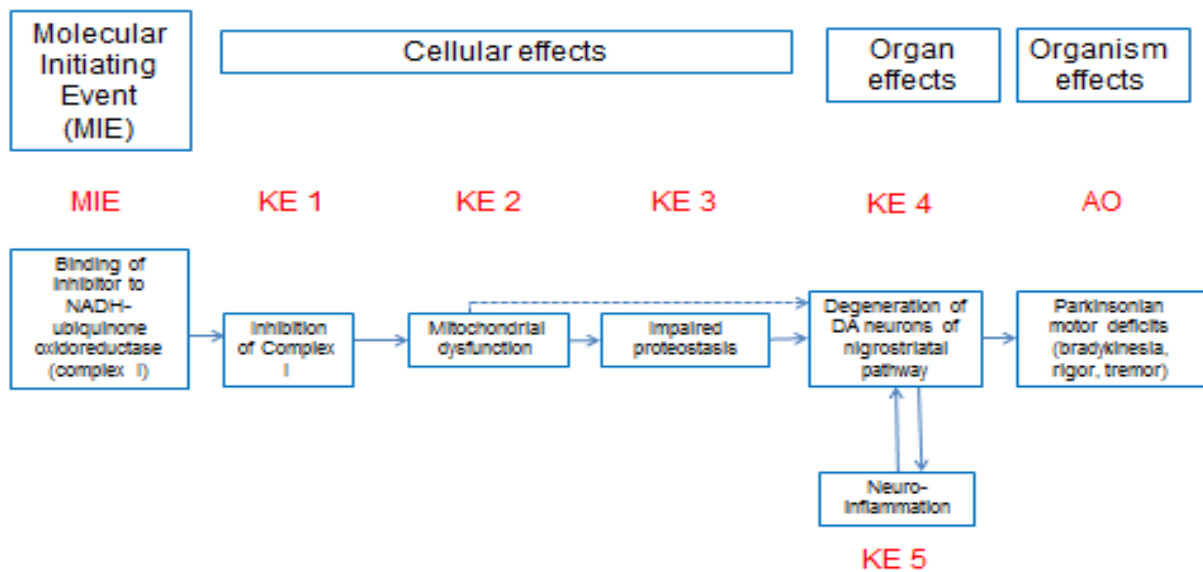 Molecular
Initiating
Event
(MIE)
Cellular effects
Organ
effects
Organism
effects
MIE
KE 1
KE 2
KE 3
KE 4
AO
Binding of
inhibitor to
NADH-
ubiquinone
oxidoreductase
(complex I)
Inhibition
of Complex
I
Mitochondrial
dysfunction
Impaired
proteostasis
Degeneration of
DA neurons of
nigrostriatal
pathway
Parkinsonian
motor deficits
(bradykinesia,
rigor, tremor)
Neuro-
inflammation
KE 5